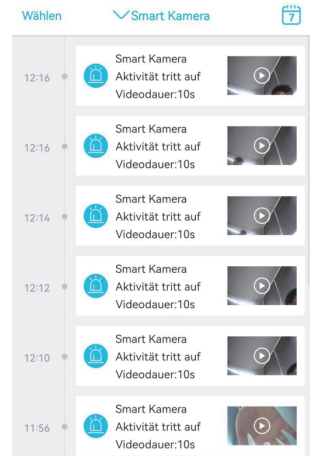 Wählen
Smart Kamera
7
Smart Kamera
12:16
Aktivität tritt auf
Videodauer:10s
Smart Kamera
12:16
Aktivität tritt auf
Videodauer:10s
Smart Kamera
12:14
Aktivität tritt auf
Videodauer:10s
Smart Kamera
12:12
Aktivität tritt auf
Videodauer:10s
Smart Kamera
12:10
Aktivität tritt auf
Videodauer:10s
Smart Kamera
11:56
Aktivität tritt auf
Videodauer:10s